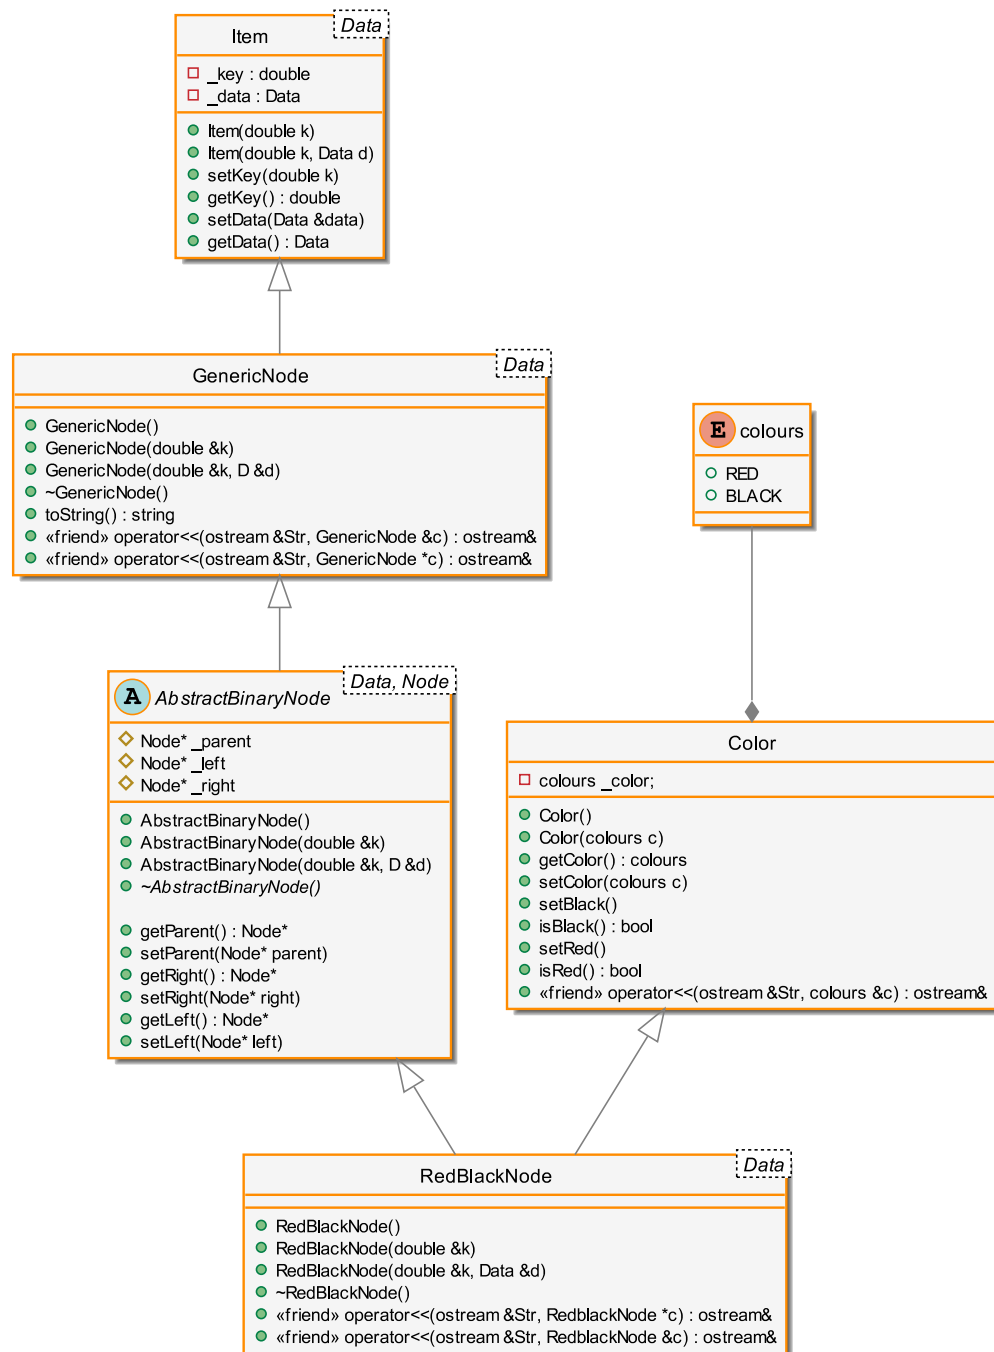 Item
Data
_key : double
_data : Data
Item(double k)
Item(double k, Data d)
setKey(double k)
getKey() : double
setData(Data &data)
getData() : Data
GenericNode
Data
GenericNode()
GenericNode(double &k)
GenericNode(double &k, D &d)
~GenericNode()
toString() : string
«friend» operator<<(ostream &Str, GenericNode &c) : ostream&
«friend» operator<<(ostream &Str, GenericNode *c) : ostream&
E colours
RED
BLACK
A AbstractBinaryNode
Data, Node
Node* _parent
Node* _left
Node* _right
AbstractBinaryNode()
AbstractBinaryNode(double &k)
AbstractBinaryNode(double &k, D &d)
~AbstractBinaryNode()
getParent() : Node*
setParent(Node* parent)
getRight() : Node*
setRight(Node* right)
getLeft() : Node*
setLeft(Node* left)
Color
colours _color;
Color()
Color(colours c)
getColor() : colours
setColor(colours c)
setBlack()
isBlack() : bool
setRed()
isRed() : bool
«friend» operator<<(ostream &Str, colours &c) : ostream&
RedBlackNode
Data
RedBlackNode()
RedBlackNode(double &k)
RedBlackNode(double &k, Data &d)
~RedBlackNode()
«friend» operator<<(ostream &Str, RedblackNode *c) : ostream&
«friend» operator<<(ostream &Str, RedblackNode &c) : ostream&